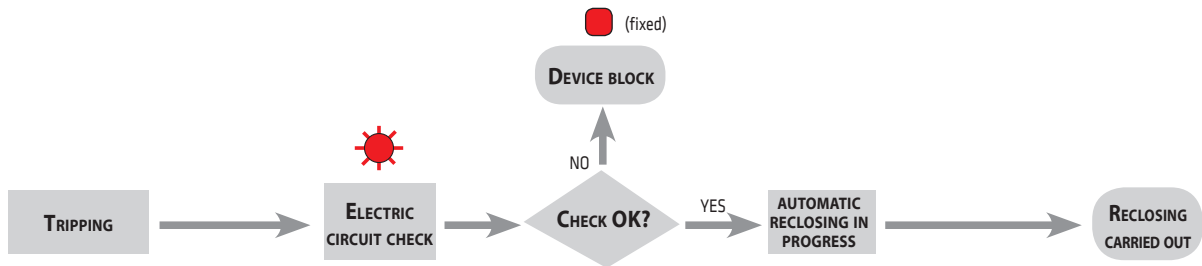 (fixed)
DEVICE BLOCK
NO
TRIPPING
ELECTRIC
CIRCUIT CHECK
CHECK OK?
YES
AUTOMATIC
RECLOSING IN
PROGRESS
RECLOSING
CARRIED OUT